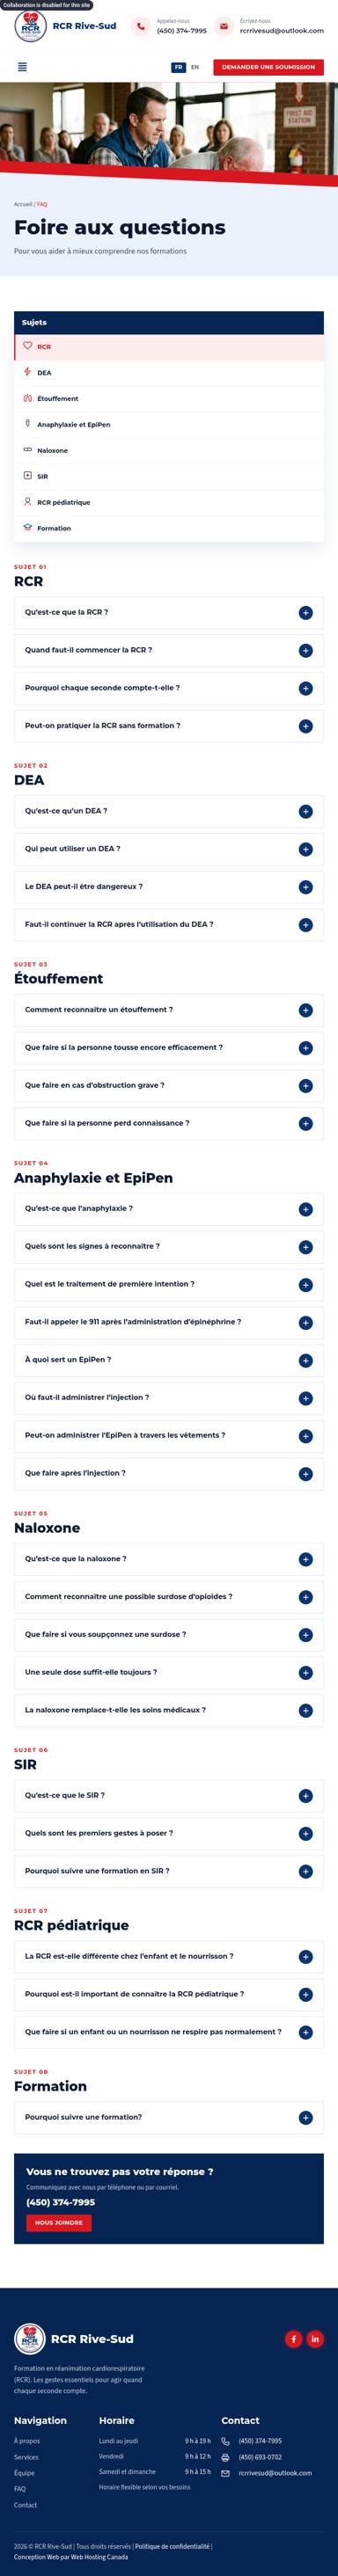 Collaboration is disabled for this site
RCR Rive-Sud
Appelez-nous
(450) 374-7995
Écrivez-nous
rcrrivesud@outlook.com
FR EN
DEMANDER UNE SOUMISSION
FIRST AID STATION
Accueil / FAQ
Foire aux questions
Pour vous aider à mieux comprendre nos formations
Sujets
RCR
DEA
Étouffement
Anaphylaxie et EpiPen
Naloxone
SIR
RCR pédiatrique
Formation
SUJET 01
RCR
Qu'est-ce que la RCR ?
Quand faut-il commencer la RCR ?
Pourquoi chaque seconde compte-t-elle ?
Peut-on pratiquer la RCR sans formation ?
SUJET 02
DEA
Qu'est-ce qu'un DEA ?
Qui peut utiliser un DEA ?
Le DEA peut-il être dangereux ?
Faut-il continuer la RCR après l'utilisation du DEA ?
SUJET 03
Étouffement
Comment reconnaître un étouffement ?
Que faire si la personne tousse encore efficacement ?
Que faire en cas d'obstruction grave ?
Que faire si la personne perd connaissance ?
SUJET 04
Anaphylaxie et EpiPen
Qu'est-ce que l'anaphylaxie ?
Quels sont les signes à reconnaître ?
Quel est le traitement de première intention ?
Faut-il appeler le 911 après l'administration d'épinéphrine ?
À quoi sert un EpiPen ?
Où faut-il administrer l'injection ?
Peut-on administrer l'EpiPen à travers les vêtements ?
Que faire après l'injection ?
SUJET 05
Naloxone
Qu'est-ce que la naloxone ?
Comment reconnaître une possible surdose d'opioïdes ?
Que faire si vous soupçonnez une surdose ?
Une seule dose suffit-elle toujours ?
La naloxone remplace-t-elle les soins médicaux ?
SUJET 06
SIR
Qu'est-ce que le SIR ?
Quels sont les premiers gestes à poser ?
Pourquoi suivre une formation en SIR ?
SUJET 07
RCR pédiatrique
La RCR est-elle différente chez l'enfant et le nourrisson ?
Pourquoi est-il important de connaître la RCR pédiatrique ?
Que faire si un enfant ou un nourrisson ne respire pas normalement ?
SUJET 08
Formation
Pourquoi suivre une formation?
Vous ne trouvez pas votre réponse ?
Communiquez avec nous par téléphone ou par courriel.
(450) 374-7995
NOUS JOINDRE
RCR Rive-Sud
Formation en réanimation cardiorespiratoire
(RCR). Les gestes essentiels pour agir quand
chaque seconde compte.
Navigation
À propos
Services
Équipe
FAQ
Contact
Horaire
Lundi au jeudi 9 h à 19 h
Vendredi 9 h à 12 h
Samedi et dimanche 9 h à 15 h
Horaire flexible selon vos besoins
Contact
(450) 374-7995
(450) 693-0702
rcrrivesud@outlook.com
2026 © RCR Rive-Sud | Tous droits réservés | Politique de confidentialité |
Conception Web par Web Hosting Canada